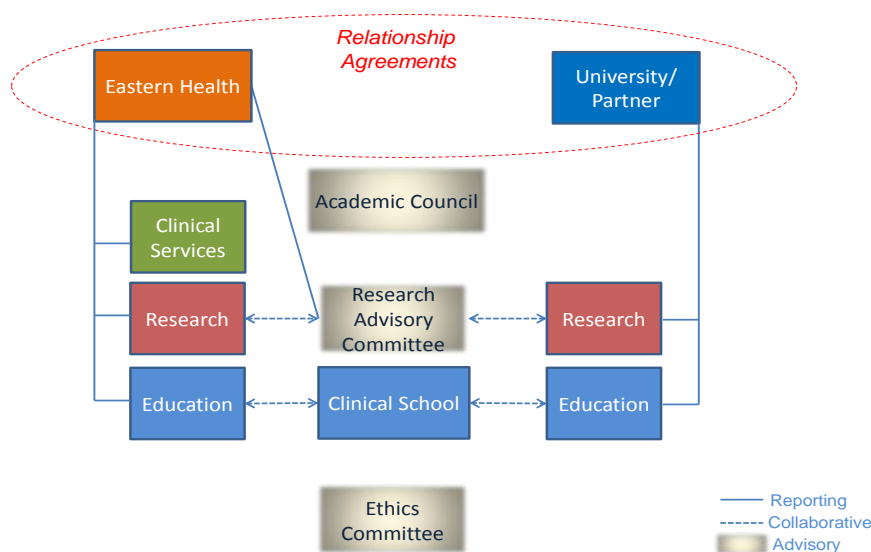 Relationship
Agreements
Eastern Health
University/
Partner
Academic Council
Clinical
Services
Research
Research
Advisory
Committee
Research
Education
Clinical School
Education
Ethics
Committee
Reporting
Collaborative
Advisory